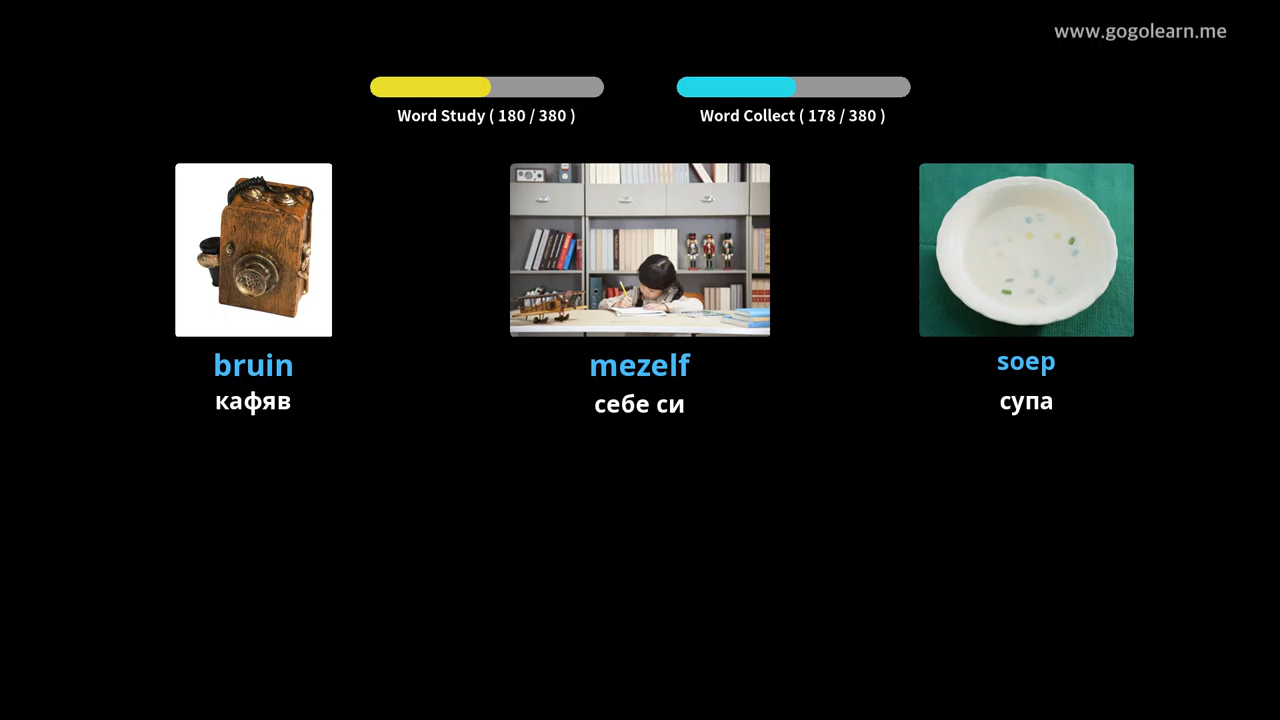 www.gogolearn.me
Word Study ( 180 / 380 )
Word Collect ( 178 / 380 )
bruin
кафяв
mezelf
себе си
soep
супа